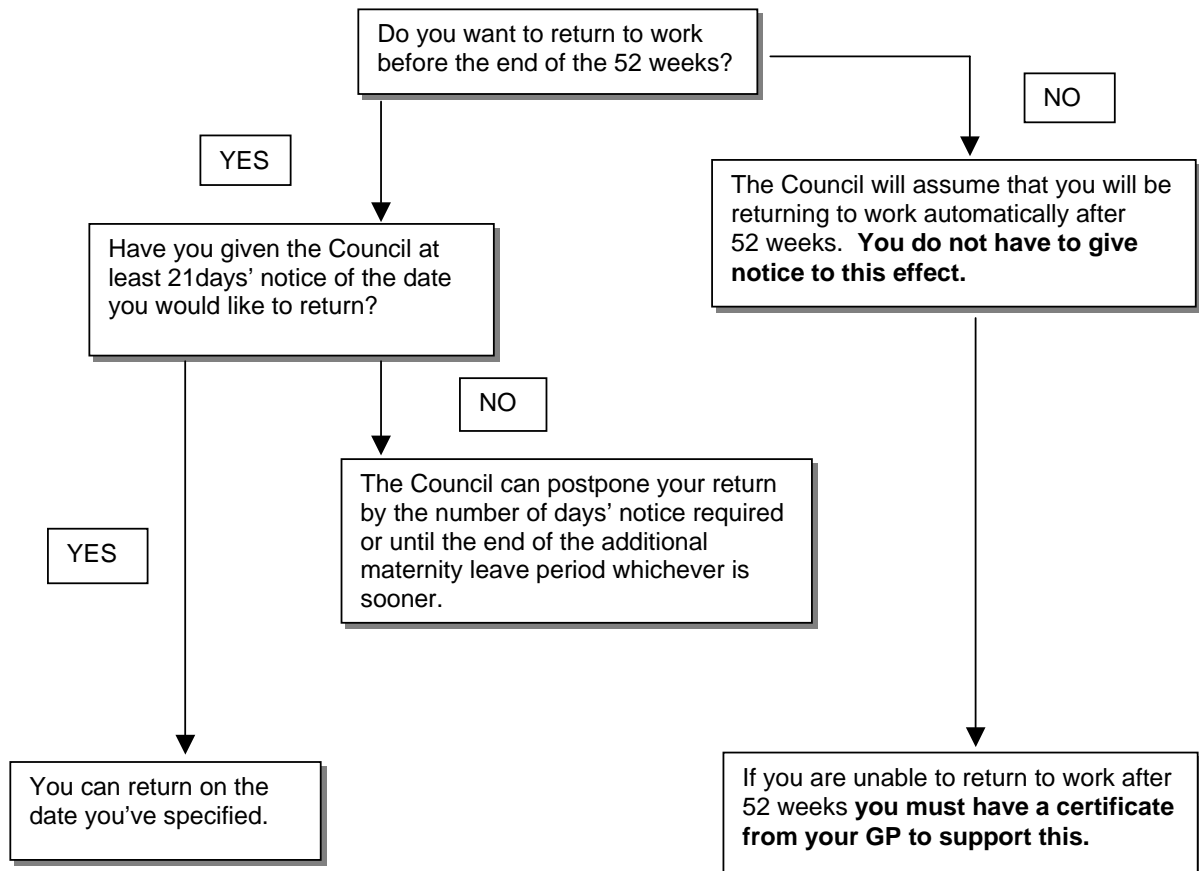 Do you want to return to work
before the end of the 52 weeks?
NO
YES
The Council will assume that you will be
returning to work automatically after
52 weeks.  You do not have to give
notice to this effect.
Have you given the Council at
least 21days’ notice of the date
you would like to return?
NO
The Council can postpone your return
by the number of days’ notice required
or until the end of the additional
maternity leave period whichever is
sooner.
YES
You can return on the
date you’ve specified.
If you are unable to return to work after
52 weeks you must have a certificate
from your GP to support this.